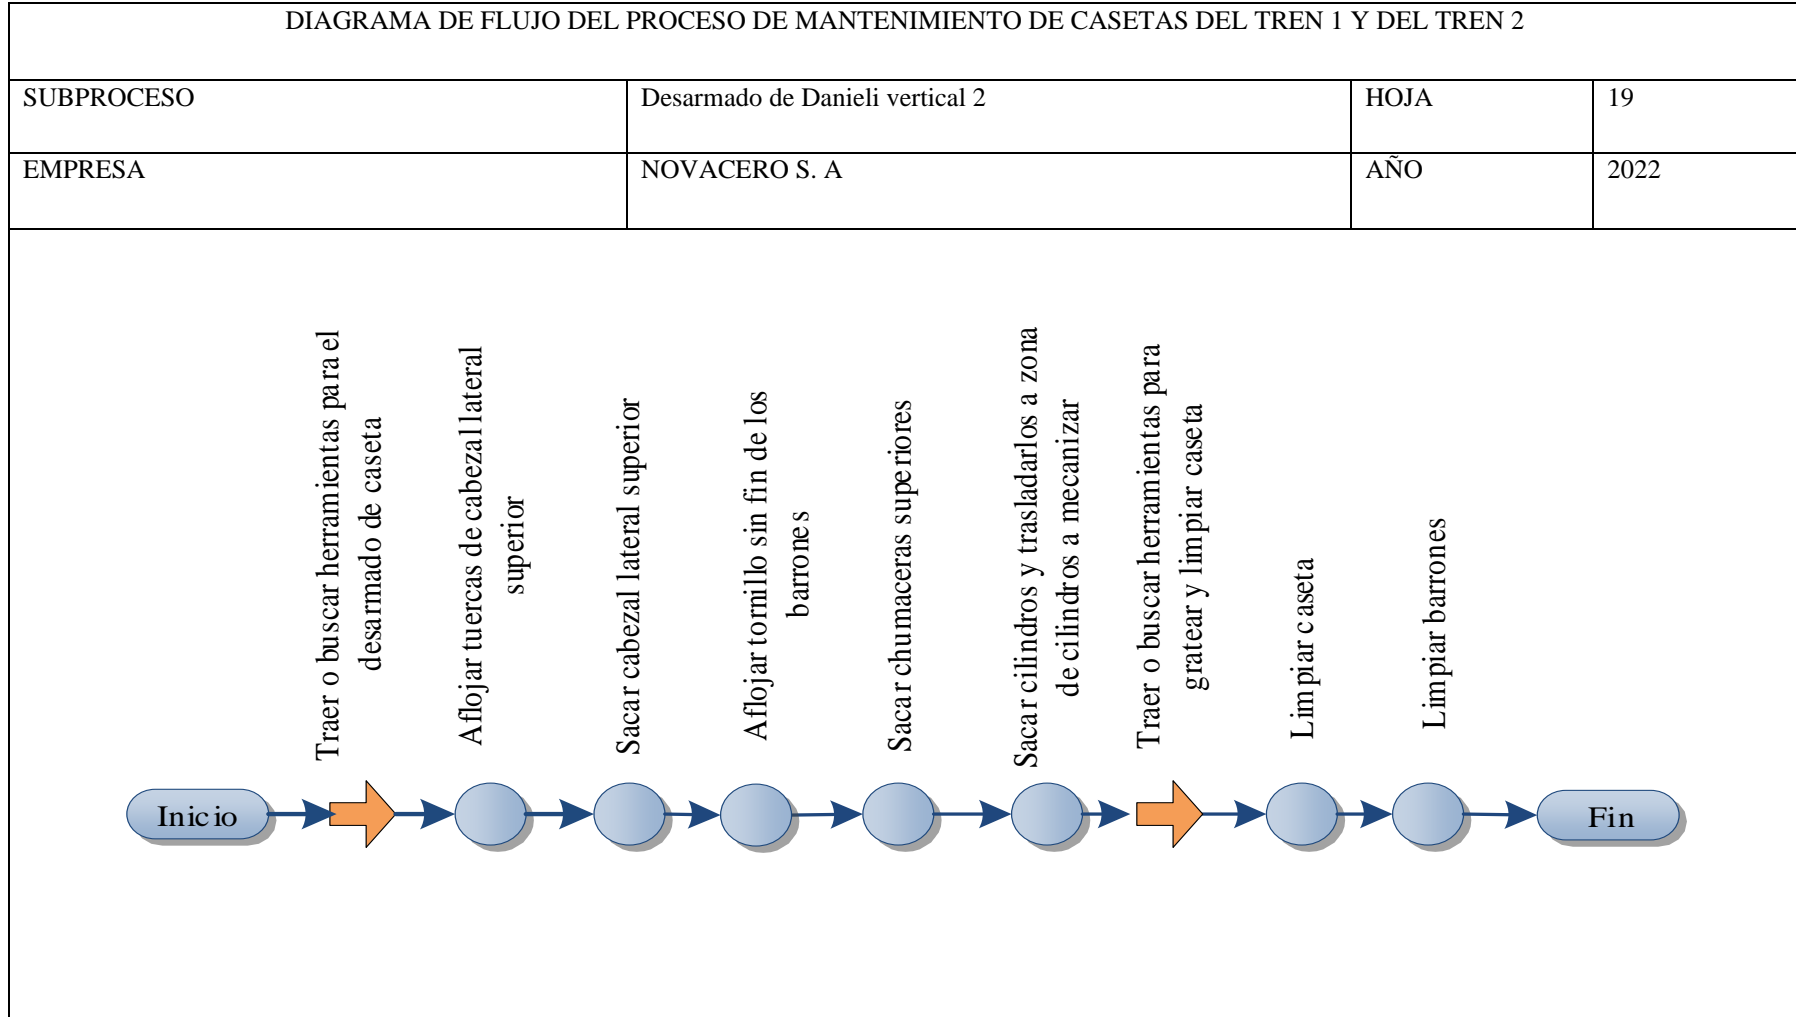 DIAGRAMA DE FLUJO DEL PROCESO DE MANTENIMIENTO DE CASETAS DEL TREN 1 Y DEL TREN 2
SUBPROCESO
Desarmado de Danieli vertical 2
HOJA
19
EMPRESA
NOVACERO S. A
AÑO
2022
Traer o buscar herramientas para el
desarmado de caseta
Aflojar tuercas de cabezal lateral
superior
Sacar cabezal lateral superior
Aflojar tornillo sin fin de los
barrones
Sacar chumaceras superiores
Sacar cilindros y trasladarlos a zona
de cilindros a mecanizar
Traer o buscar herramientas para
gratear y limpiar caseta
Limpiar caseta
Limpiar barrones
Inicio
Fin